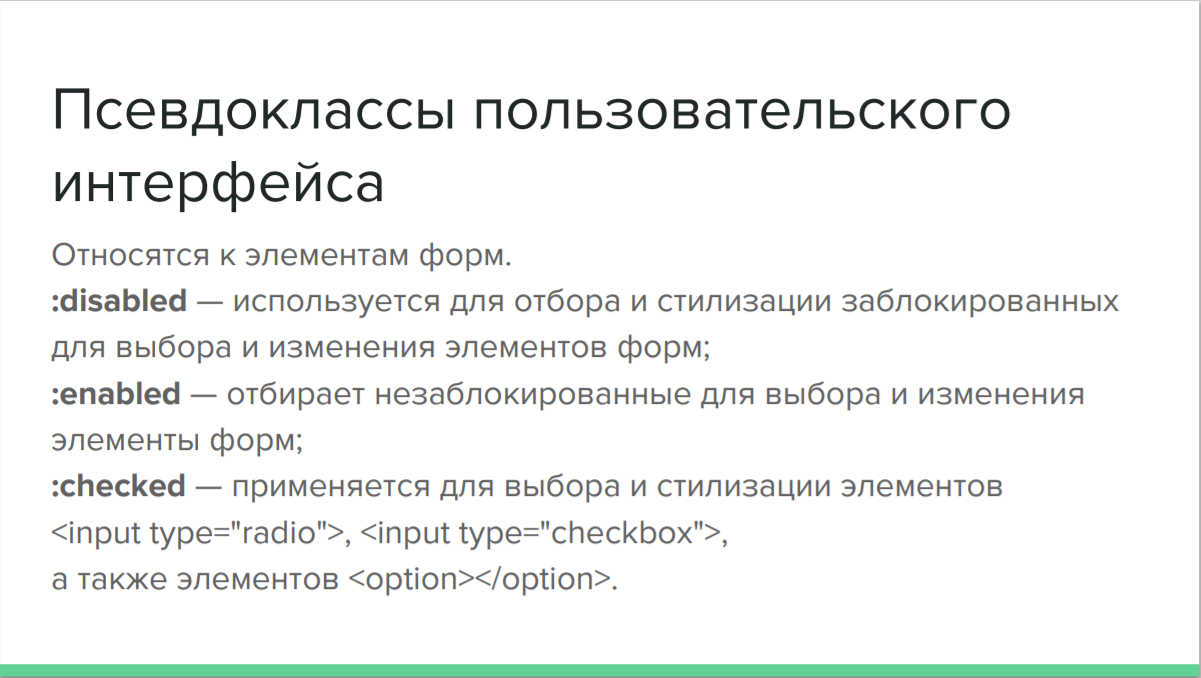 Псевдоклассы пользовательского
интерфейса
Относятся к элементам форм.
:disabled — используется для отбора и стилизации заблокированных
для выбора и изменения элементов форм;
:enabled — отбирает незаблокированные для выбора и изменения
элементы форм;
:checked — применяется для выбора и стилизации элементов
<input type="radio">, <input type="checkbox">,
а также элементов <option></option>.